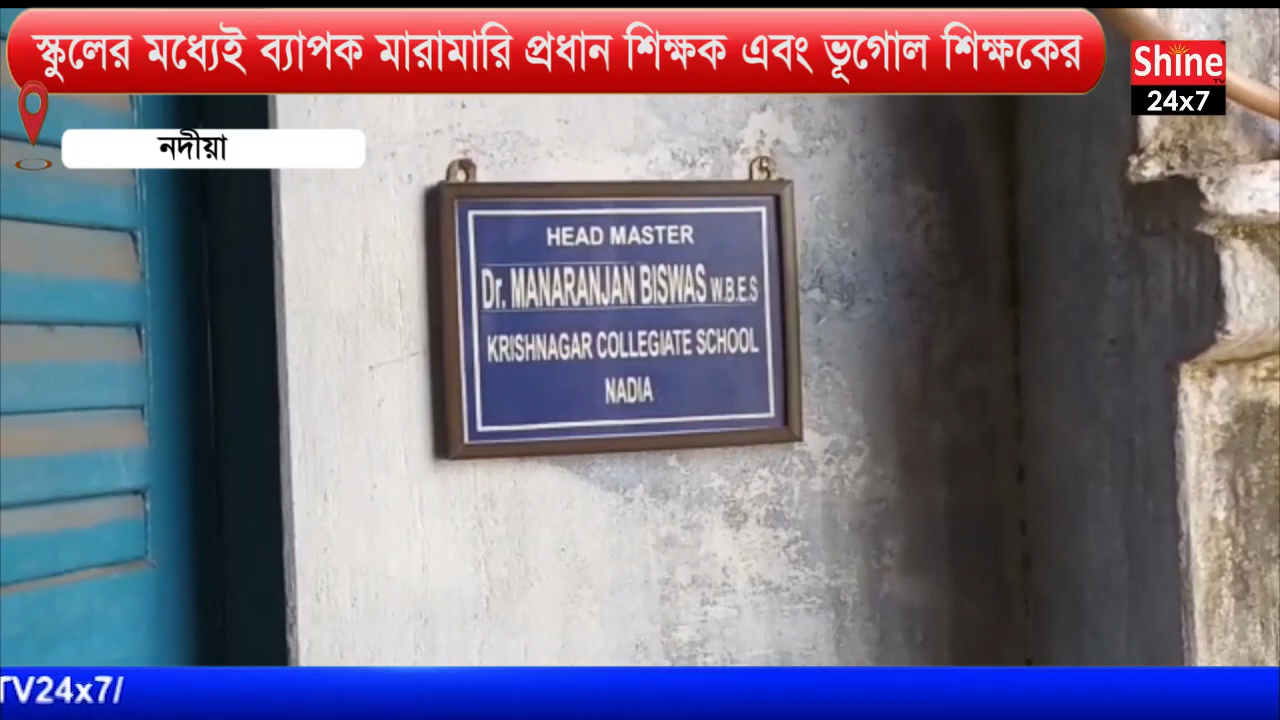 স্কুলের মধ্যেই ব্যাপক মারামারি প্রধান শিক্ষক এবং ভূগোল শিক্ষকের
Shine
TV
24x7
নদীয়া
HEAD MASTER
Dr. MANARANJAN BISWAS W.B.E.S
KRISHNAGAR COLLEGIATE SCHOOL
NADIA
TV24x7/